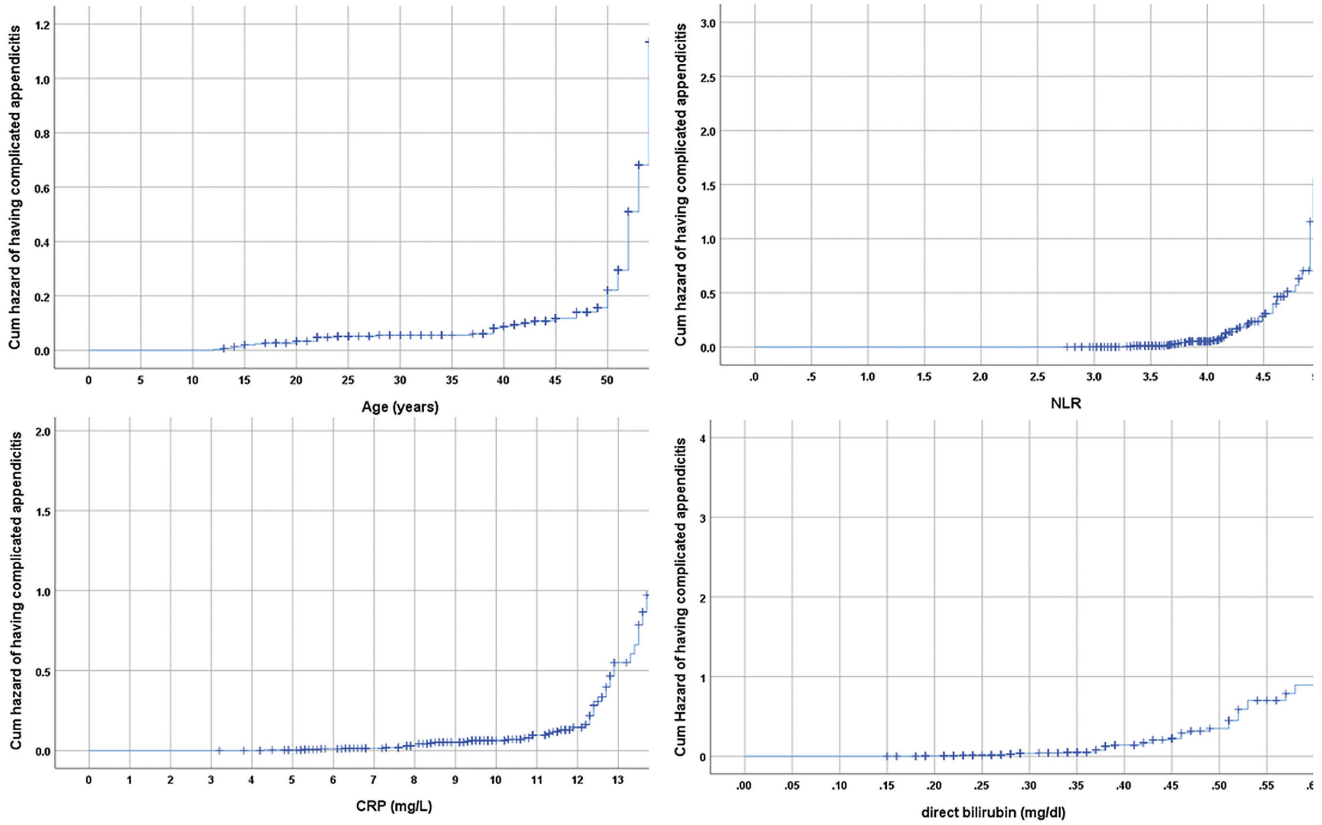 Cum hazard of having complicated appendicitis
1.2
1.0
0.8
0.6
0.4
0.2
0.0
0 5 10 15 20 25 30 35 40 45 50
Age (years)
Cum hazard of having complicated appendicitis
3.0
2.5
2.0
1.5
1.0
0.5
0.0
.0 .5 1.0 1.5 2.0 2.5 3.0 3.5 4.0 4.5
NLR
Cum hazard of having complicated appendicitis
2.0
1.5
1.0
0.5
0.0
0 1 2 3 4 5 6 7 8 9 10 11 12 13
CRP (mg/L)
Cum Hazard of having complicated appendicitis
4
3
2
1
0
.00 .05 .10 .15 .20 .25 .30 .35 .40 .45 .50 .55
direct bilirubin (mg/dl)